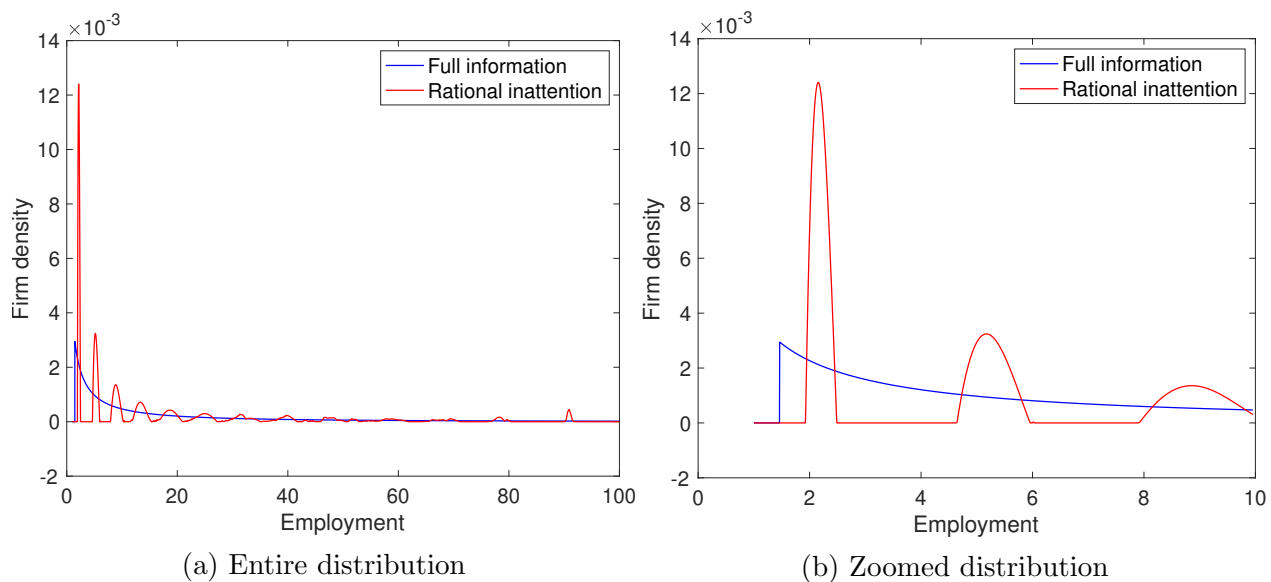 ×10⁻³
14
12
10
8
6
4
2
0
-2
Firm density
Full information
Rational inattention
0 20 40 60 80 100
Employment
(a) Entire distribution
×10⁻³
14
12
10
8
6
4
2
0
-2
Firm density
Full information
Rational inattention
0 2 4 6 8 10
Employment
(b) Zoomed distribution